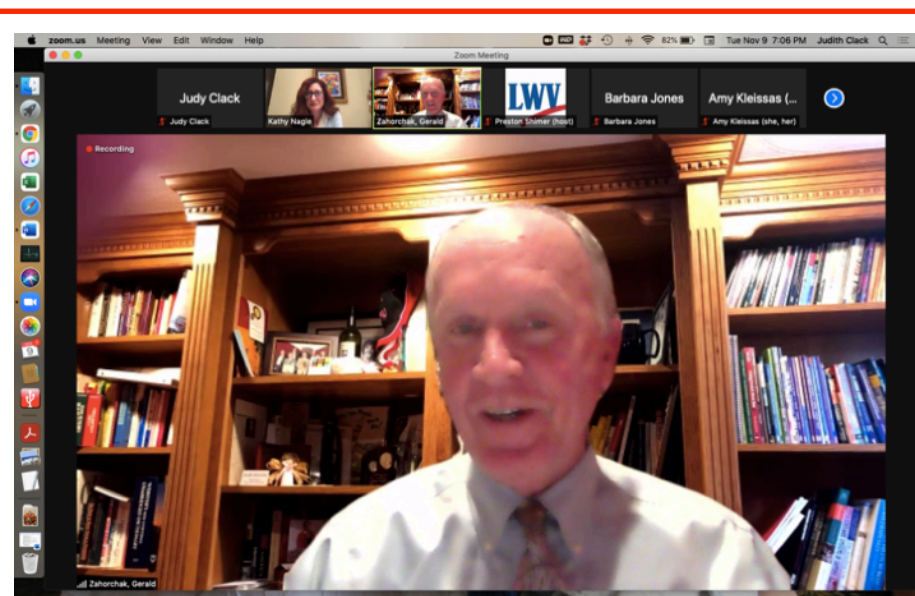 zoom.us Meeting View Edit Window Help 82% Tue Nov 9 7:06 PM Judith Clack
Zoom Meeting
Judy Clack
LWV
Barbara Jones
Amy Kleissas (...
Judy Clack
Kathy Nagle
Zahorchak, Gerald
Preston Shimer (host)
Barbara Jones
Amy Kleissas (she, her)
Recording
Zahorchak, Gerald